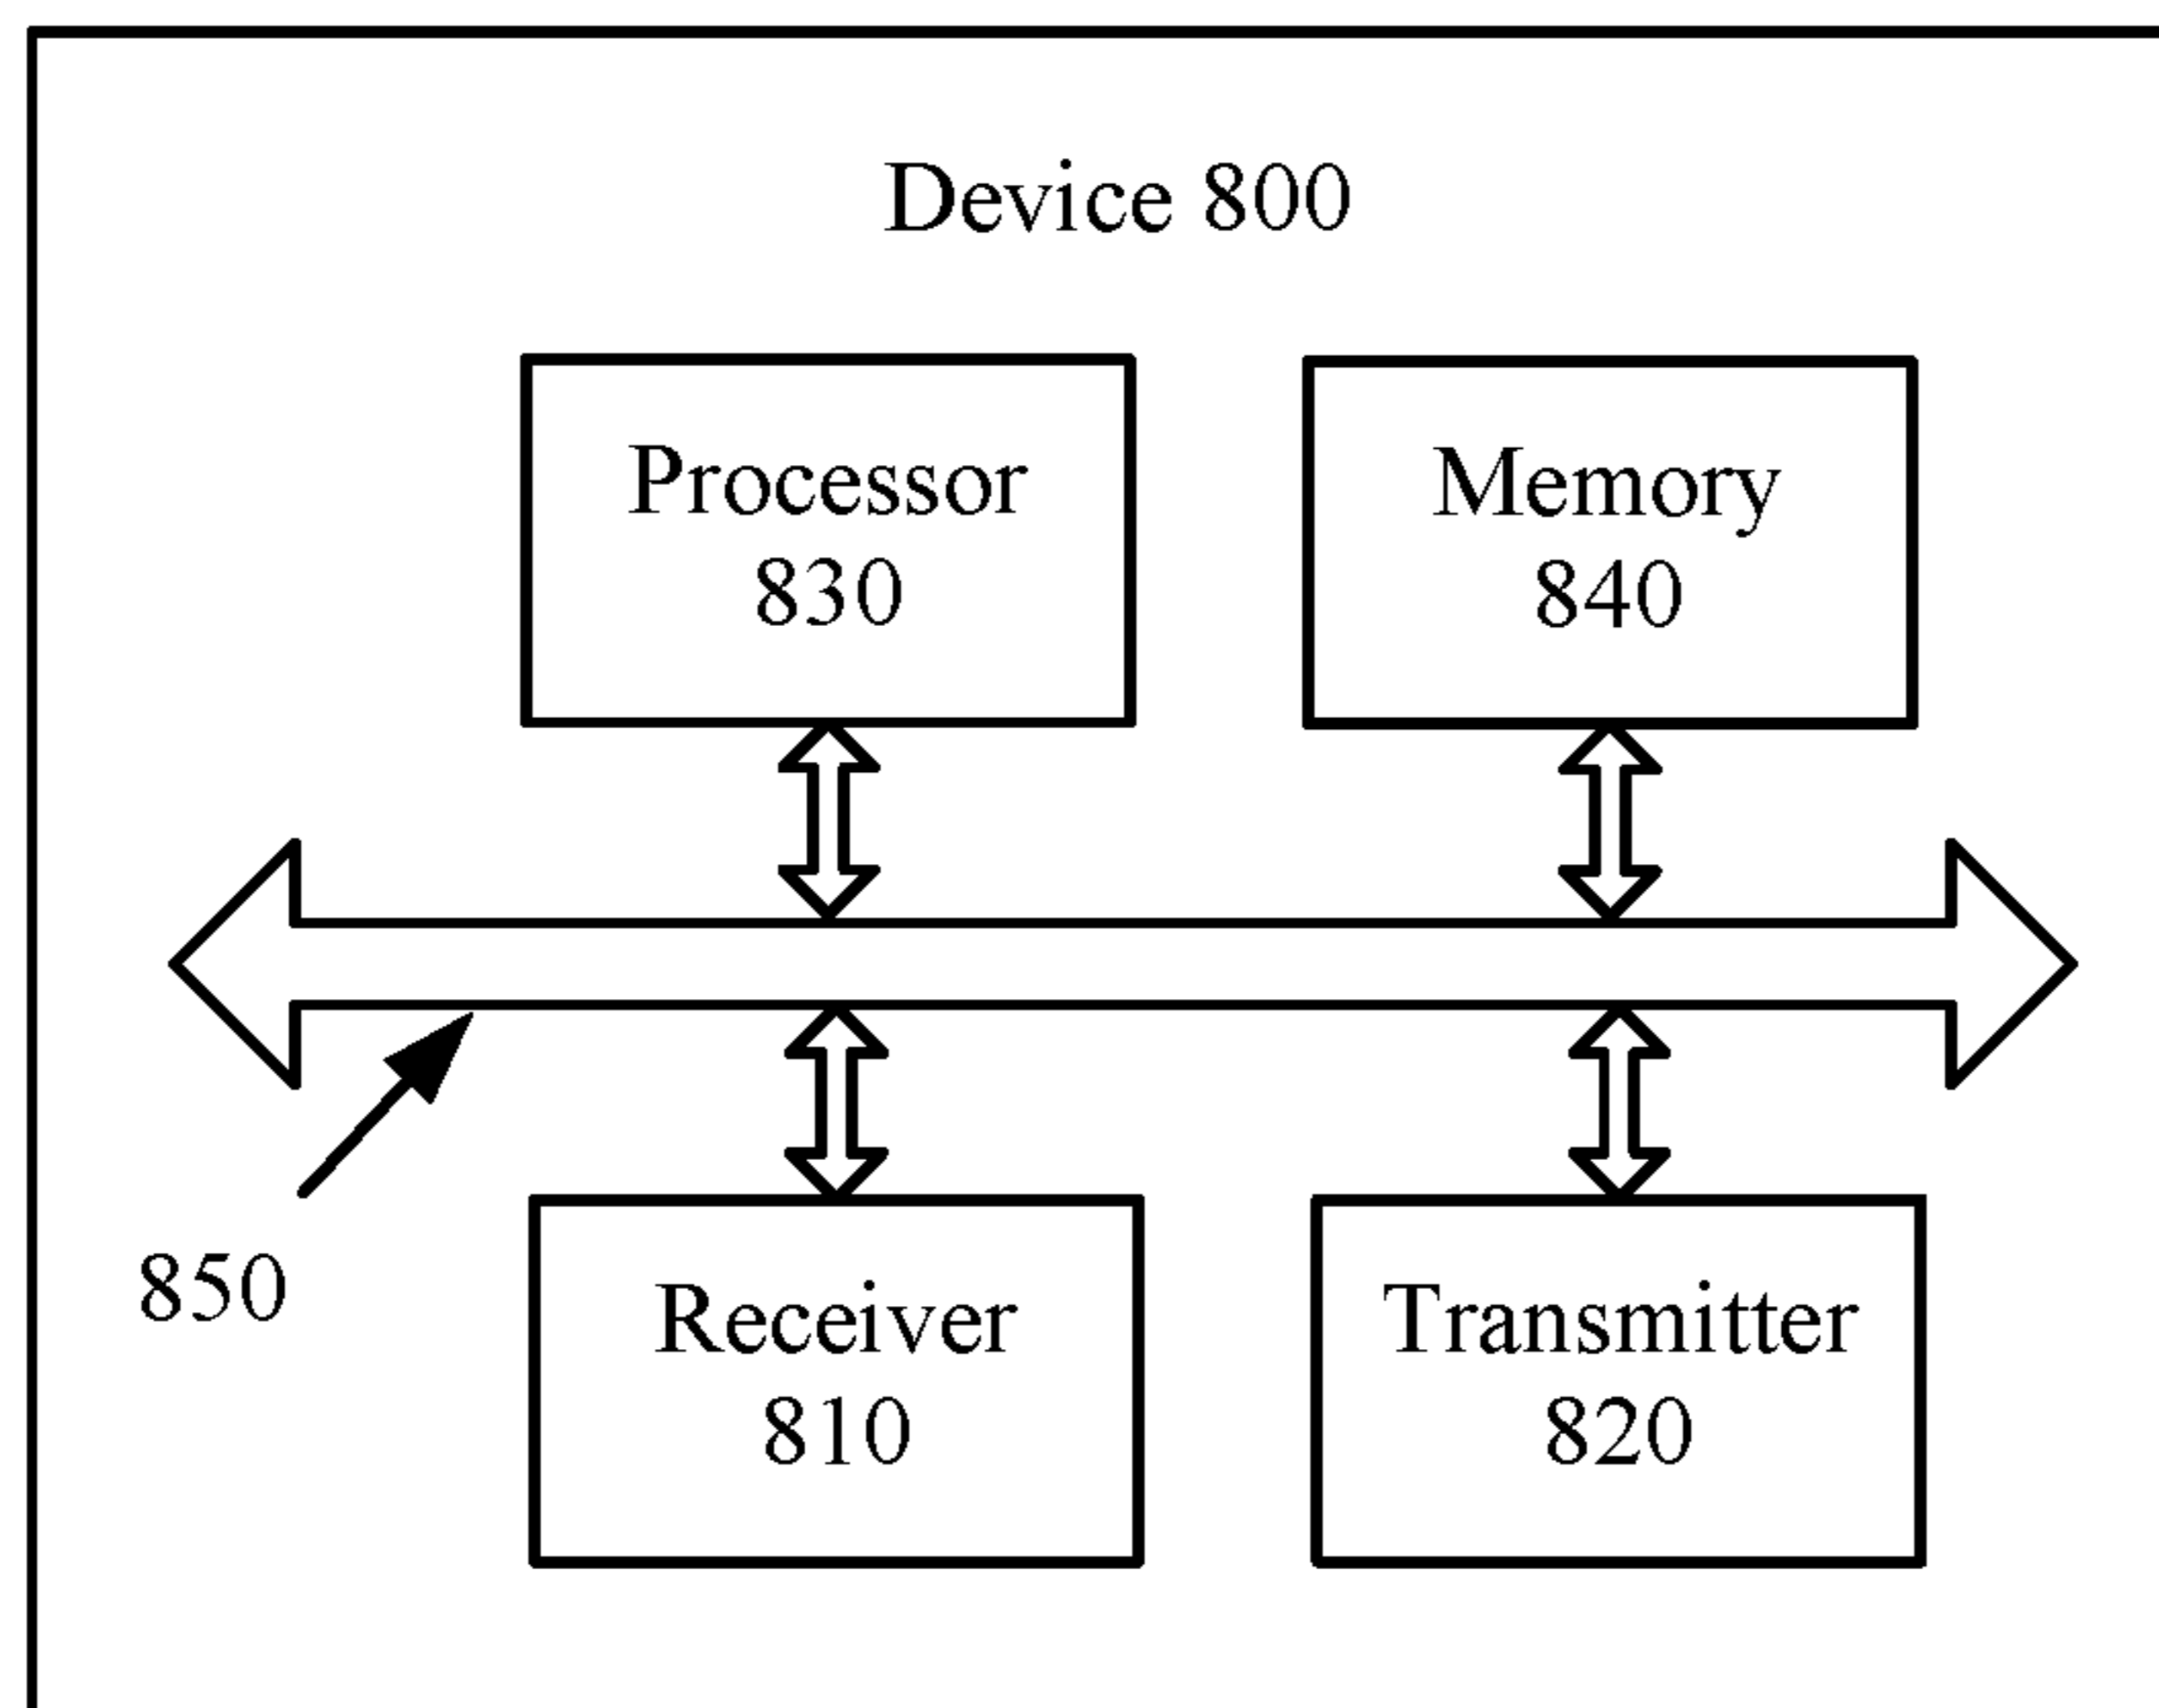 Device 800
Processor
830
Memory
840
850
Receiver
810
Transmitter
820